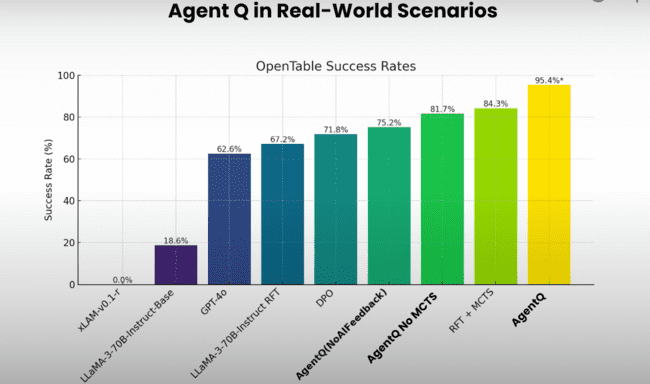 Agent Q in Real-World Scenarios
OpenTable Success Rates
Success Rate (%)
100
80
60
40
20
0
0.0%
18.6%
62.6%
67.2%
71.8%
75.2%
81.7%
84.3%
95.4%*
xLAM-v0.1-r
LLaMA-3-70B-Instruct-Base
GPT-4o
LLaMA-3-70B-Instruct RFT
DPO
AgentQ(NoAIFeedback)
AgentQ No MCTS
RFT + MCTS
AgentQ